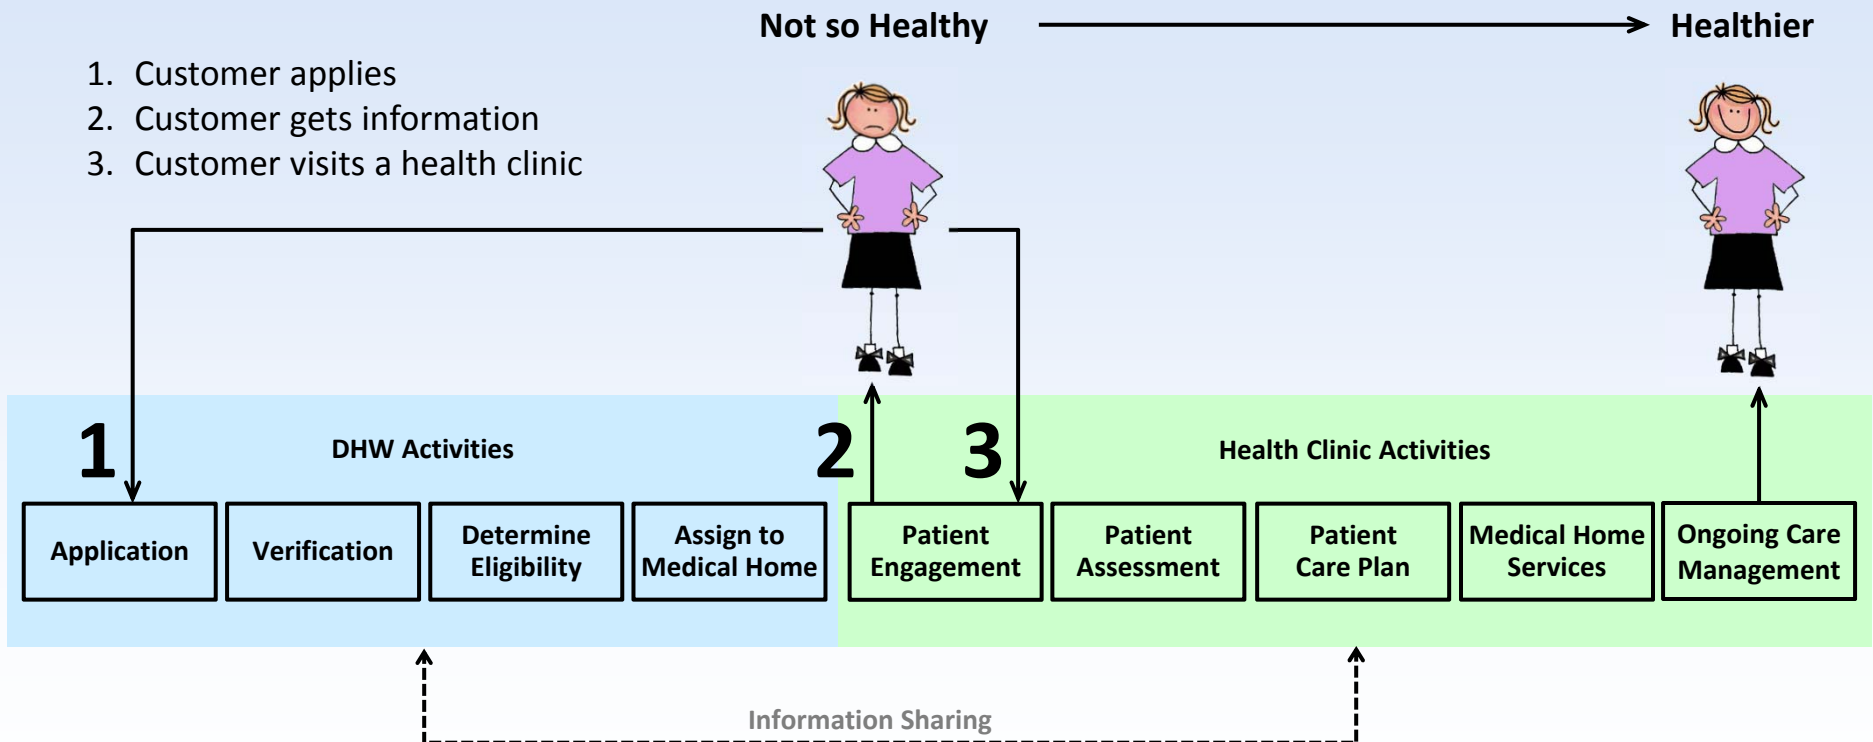 Not so Healthy
Healthier
1. Customer applies
2. Customer gets information
3. Customer visits a health clinic
1
DHW Activities
2
3
Health Clinic Activities
Application
Verification
Determine
Eligibility
Assign to
Medical Home
Patient
Engagement
Patient
Assessment
Patient
Care Plan
Medical Home
Services
Ongoing Care
Management
Information Sharing